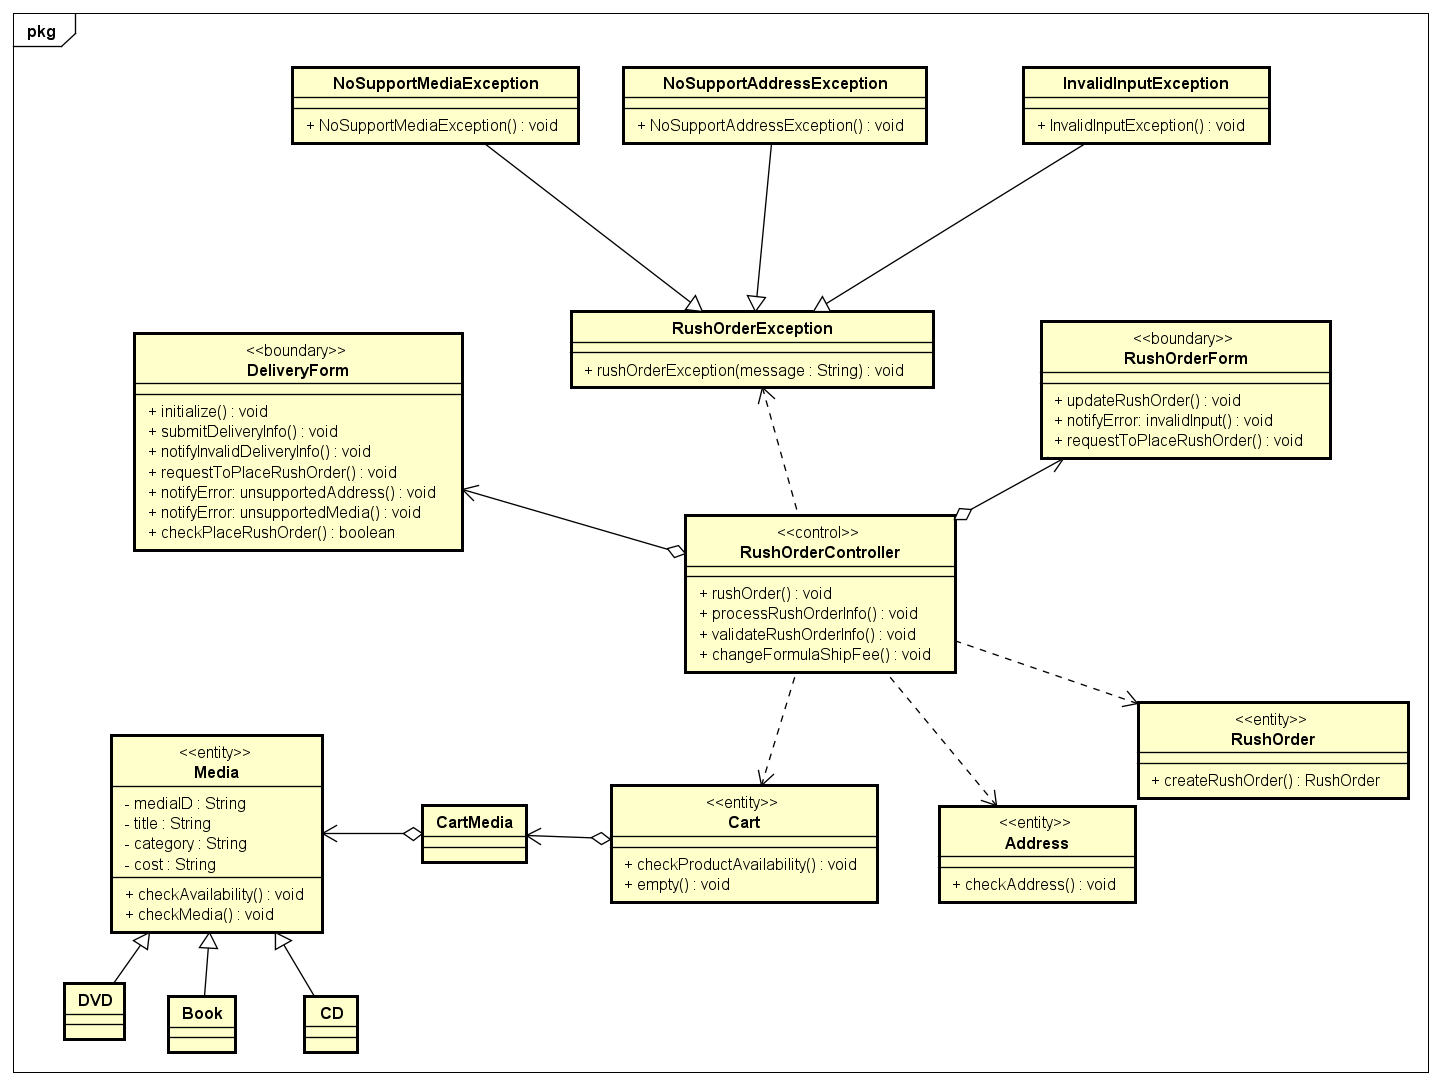 pkg
NoSupportMediaException
+ NoSupportMediaException() : void
NoSupportAddressException
+ NoSupportAddressException() : void
InvalidInputException
+ InvalidInputException() : void
RushOrderException
+ rushOrderException(message : String) : void
<<boundary>>
DeliveryForm
+ initialize() : void
+ submitDeliveryInfo() : void
+ notifyInvalidDeliveryInfo() : void
+ requestToPlaceRushOrder() : void
+ notifyError: unsupportedAddress() : void
+ notifyError: unsupportedMedia() : void
+ checkPlaceRushOrder() : boolean
<<boundary>>
RushOrderForm
+ updateRushOrder() : void
+ notifyError: invalidInput() : void
+ requestToPlaceRushOrder() : void
<<control>>
RushOrderController
+ rushOrder() : void
+ processRushOrderInfo() : void
+ validateRushOrderInfo() : void
+ changeFormulaShipFee() : void
<<entity>>
RushOrder
+ createRushOrder() : RushOrder
<<entity>>
Media
- mediaID : String
- title : String
- category : String
- cost : String
+ checkAvailability() : void
+ checkMedia() : void
CartMedia
<<entity>>
Cart
+ checkProductAvailability() : void
+ empty() : void
<<entity>>
Address
+ checkAddress() : void
DVD
Book
CD